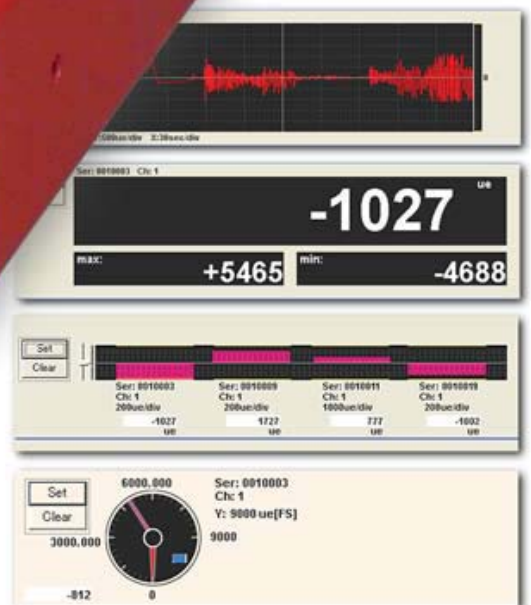 X:30sec/div
0
Ser: 0010003 Ch: 1
-1027 ue
max: +5465 min: -4688
Set
Clear
Ser: 0010003 Ser: 0010009 Ser: 0010011 Ser: 0010019
Ch: 1 Ch: 1 Ch: 1 Ch: 1
200ue/div 200ue/div 1000ue/div 200ue/div
-1027 1727 777 -1002
ue ue ue ue
Set
Clear
6000.000
3000.000
0
9000
Ser: 0010003
Ch: 1
Y: 9000 ue[FS]
-812